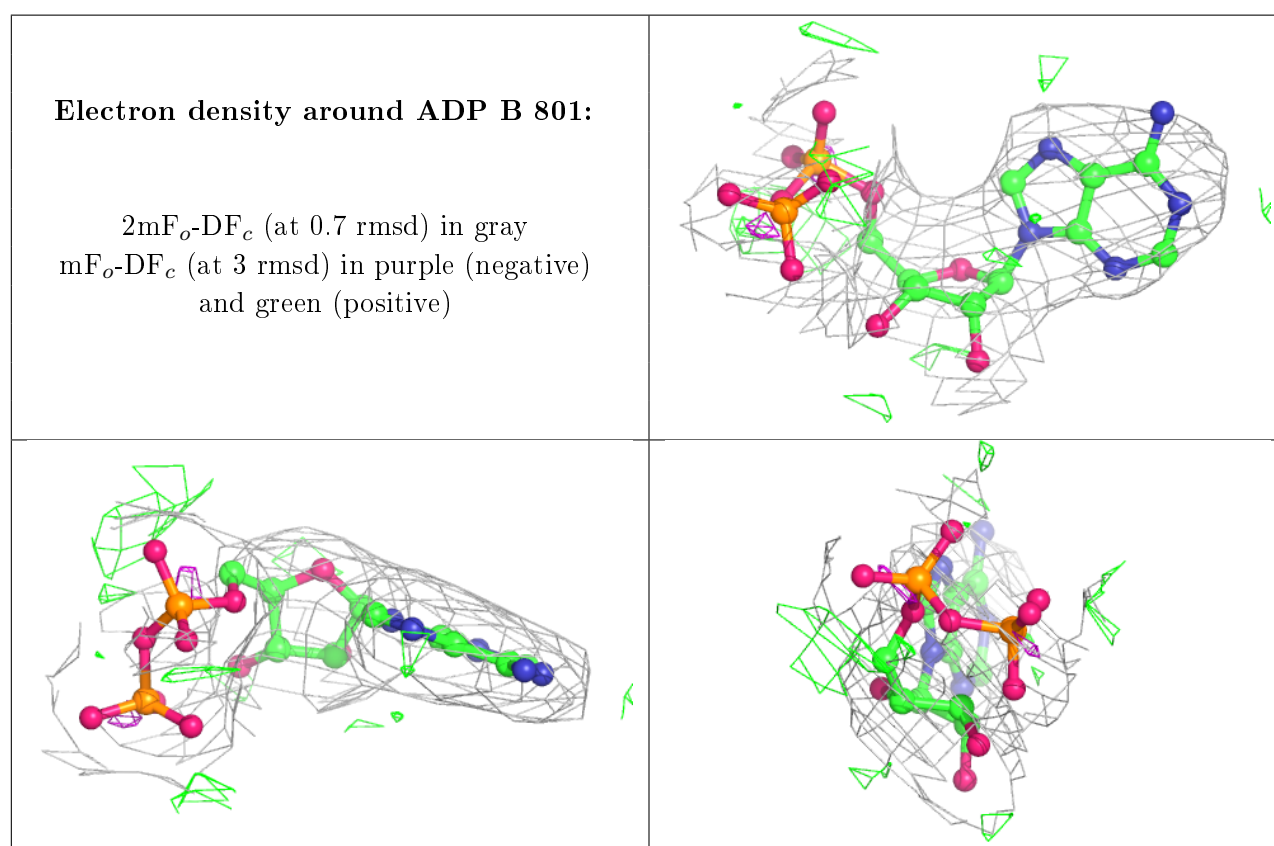 Electron density around ADP B 801:
2mFo-DFc (at 0.7 rmsd) in gray
mFo-DFc (at 3 rmsd) in purple (negative)
and green (positive)